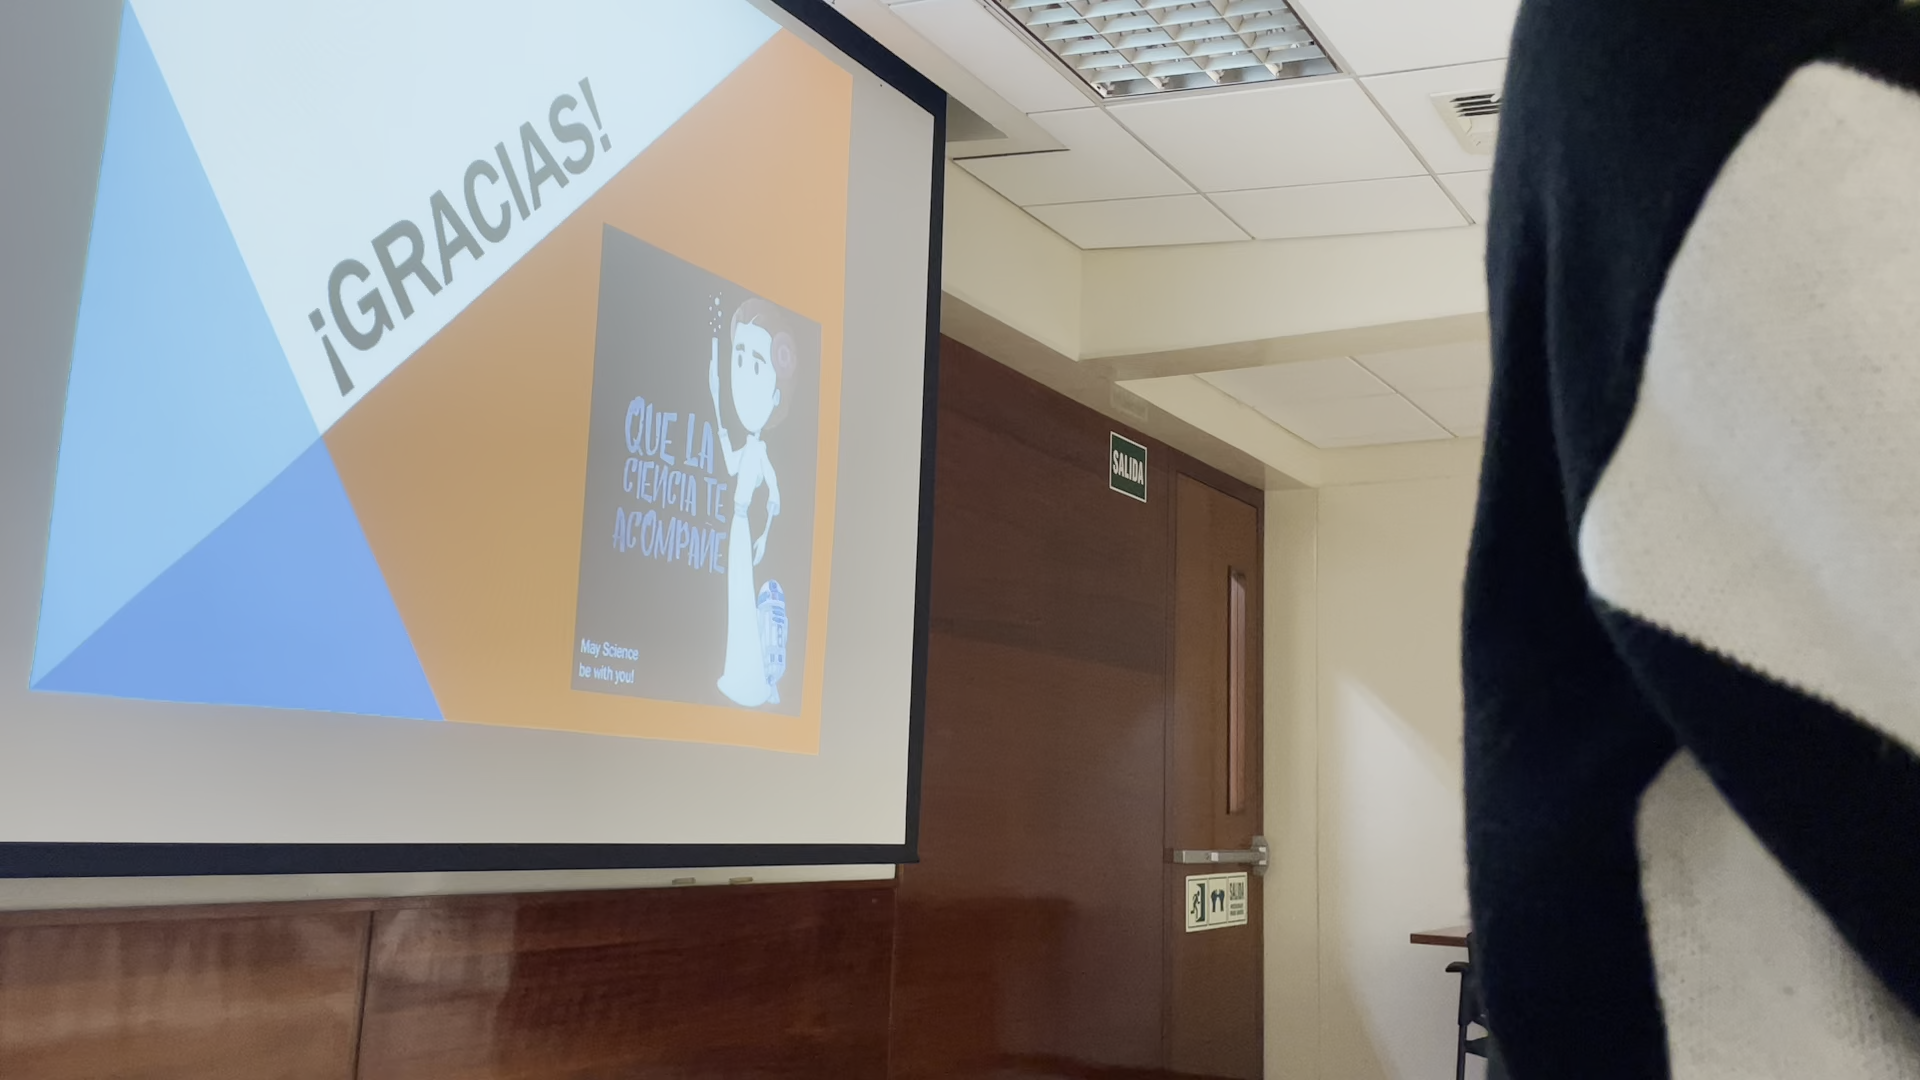 ¡GRACIAS!
QUE LA
CIENCIA TE
ACOMPAÑE
May Science
be with you!
SALIDA
SALIDA